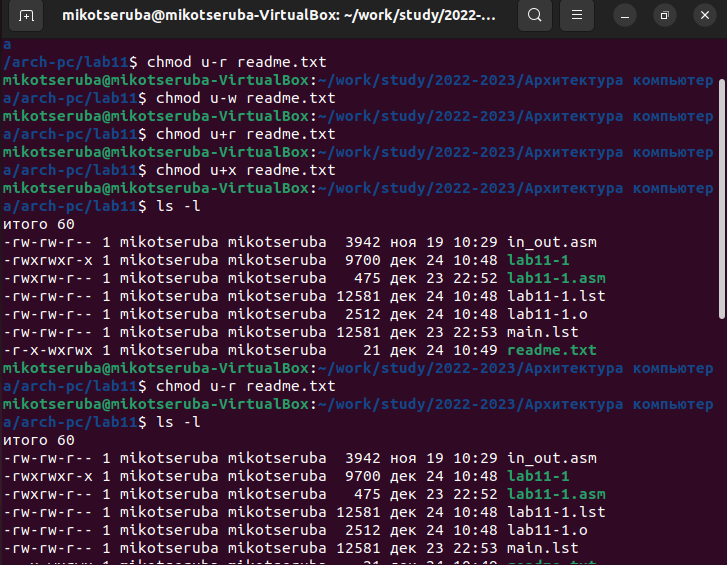 mikotseruba@mikotseruba-VirtualBox: ~/work/study/2022-...
а
/arch-pc/lab11$ chmod u-r readme.txt
mikotseruba@mikotseruba-VirtualBox:~/work/study/2022-2023/Архитектура компьютер
а/arch-pc/lab11$ chmod u-w readme.txt
mikotseruba@mikotseruba-VirtualBox:~/work/study/2022-2023/Архитектура компьютер
а/arch-pc/lab11$ chmod u+r readme.txt
mikotseruba@mikotseruba-VirtualBox:~/work/study/2022-2023/Архитектура компьютер
а/arch-pc/lab11$ chmod u+x readme.txt
mikotseruba@mikotseruba-VirtualBox:~/work/study/2022-2023/Архитектура компьютер
а/arch-pc/lab11$ ls -l
итого 60
-rw-rw-r-- 1 mikotseruba mikotseruba  3942 ноя 19 10:29 in_out.asm
-rwxrwxr-x 1 mikotseruba mikotseruba  9700 дек 24 10:48 lab11-1
-rwxrw-r-- 1 mikotseruba mikotseruba   475 дек 23 22:52 lab11-1.asm
-rw-rw-r-- 1 mikotseruba mikotseruba 12581 дек 24 10:48 lab11-1.lst
-rw-rw-r-- 1 mikotseruba mikotseruba  2512 дек 24 10:48 lab11-1.o
-rw-rw-r-- 1 mikotseruba mikotseruba 12581 дек 23 22:53 main.lst
-r-x-wxrwx 1 mikotseruba mikotseruba    21 дек 24 10:49 readme.txt
mikotseruba@mikotseruba-VirtualBox:~/work/study/2022-2023/Архитектура компьютер
а/arch-pc/lab11$ chmod u-r readme.txt
mikotseruba@mikotseruba-VirtualBox:~/work/study/2022-2023/Архитектура компьютер
а/arch-pc/lab11$ ls -l
итого 60
-rw-rw-r-- 1 mikotseruba mikotseruba  3942 ноя 19 10:29 in_out.asm
-rwxrwxr-x 1 mikotseruba mikotseruba  9700 дек 24 10:48 lab11-1
-rwxrw-r-- 1 mikotseruba mikotseruba   475 дек 23 22:52 lab11-1.asm
-rw-rw-r-- 1 mikotseruba mikotseruba 12581 дек 24 10:48 lab11-1.lst
-rw-rw-r-- 1 mikotseruba mikotseruba  2512 дек 24 10:48 lab11-1.o
-rw-rw-r-- 1 mikotseruba mikotseruba 12581 дек 23 22:53 main.lst